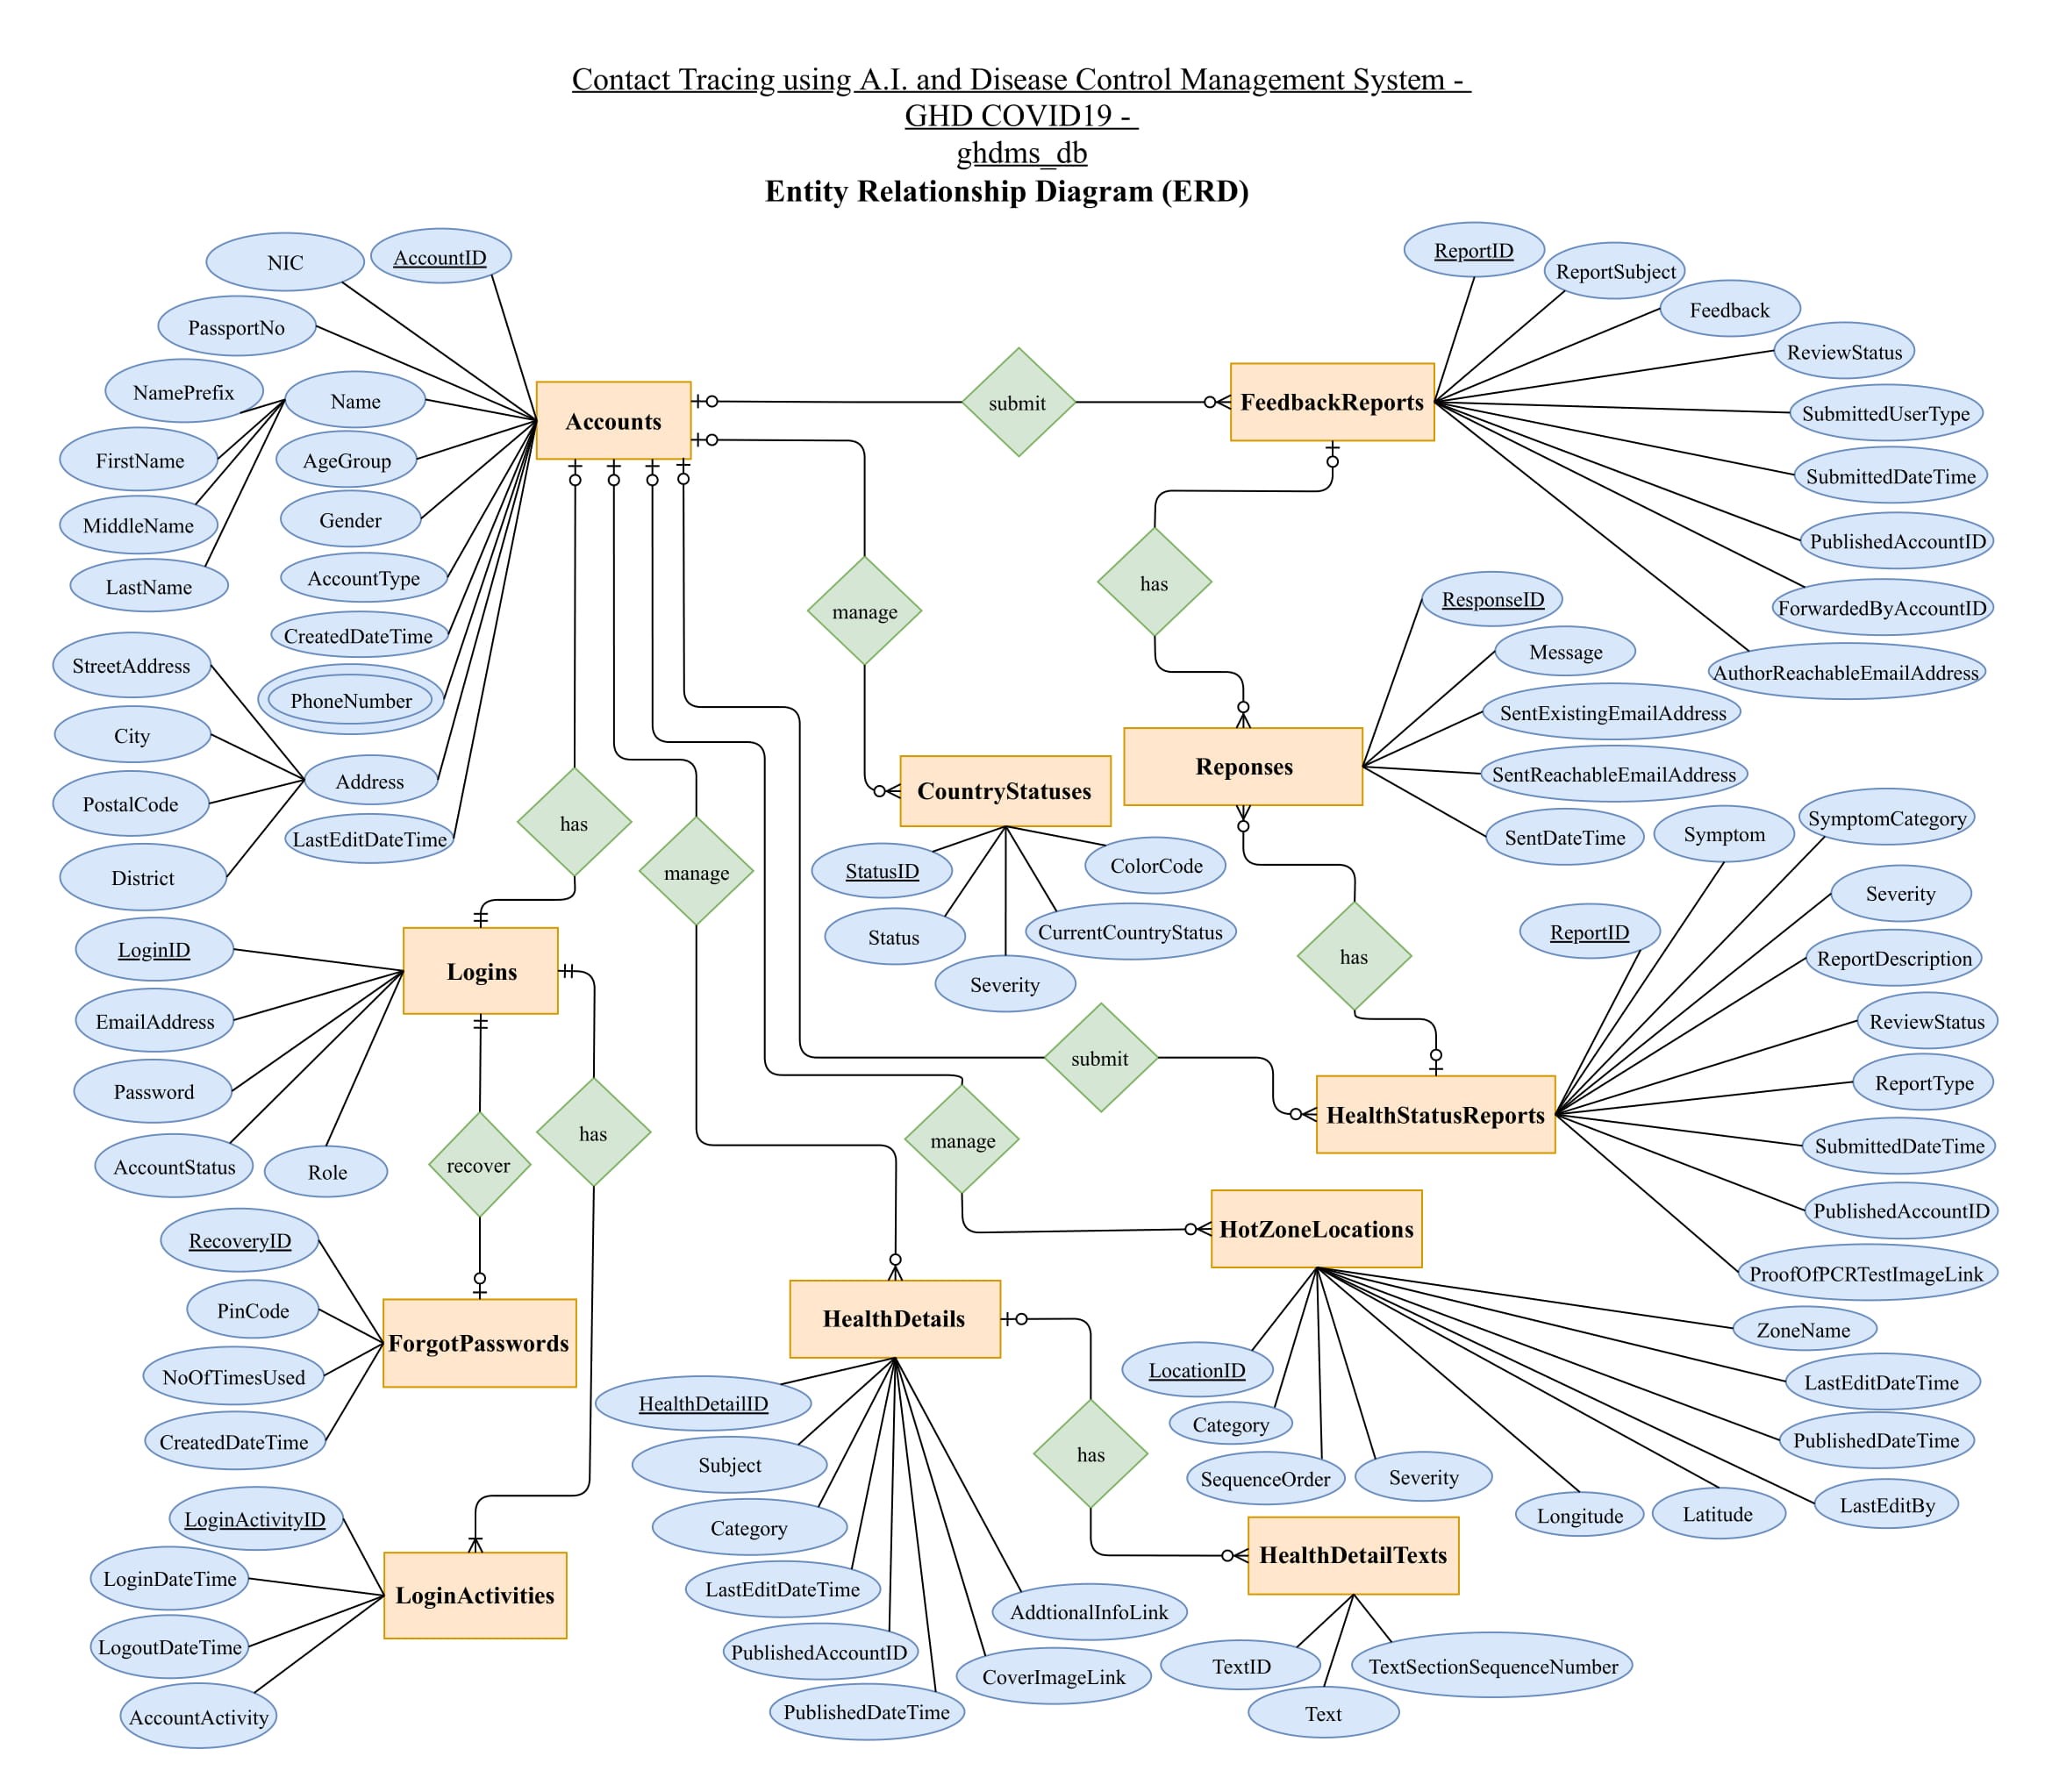 Contact Tracing using A.I. and Disease Control Management System -
GHD COVID19 -
ghdms_db
Entity Relationship Diagram (ERD)
NIC
AccountID
PassportNo
NamePrefix
Name
FirstName
AgeGroup
MiddleName
Gender
LastName
AccountType
CreatedDateTime
StreetAddress
PhoneNumber
City
Address
PostalCode
LastEditDateTime
District
Accounts
submit
FeedbackReports
ReportID
ReportSubject
Feedback
ReviewStatus
SubmittedUserType
SubmittedDateTime
PublishedAccountID
ForwardedByAccountID
AuthorReachableEmailAddress
manage
has
ResponseID
Message
SentExistingEmailAddress
SentReachableEmailAddress
SentDateTime
Reponses
CountryStatuses
StatusID
ColorCode
Status
CurrentCountryStatus
Severity
has
manage
has
Symptom
SymptomCategory
Severity
ReportID
ReportDescription
ReviewStatus
ReportType
SubmittedDateTime
PublishedAccountID
ProofOfPCRTestImageLink
HealthStatusReports
submit
manage
LoginID
Logins
EmailAddress
Password
AccountStatus
Role
recover
has
RecoveryID
PinCode
ForgotPasswords
NoOfTimesUsed
CreatedDateTime
LoginActivityID
LoginDateTime
LoginActivities
LogoutDateTime
AccountActivity
HotZoneLocations
LocationID
Category
SequenceOrder
Severity
Longitude
Latitude
ZoneName
LastEditDateTime
PublishedDateTime
LastEditBy
HealthDetails
HealthDetailID
Subject
Category
LastEditDateTime
PublishedAccountID
PublishedDateTime
AddtionalInfoLink
CoverImageLink
has
HealthDetailTexts
TextID
TextSectionSequenceNumber
Text